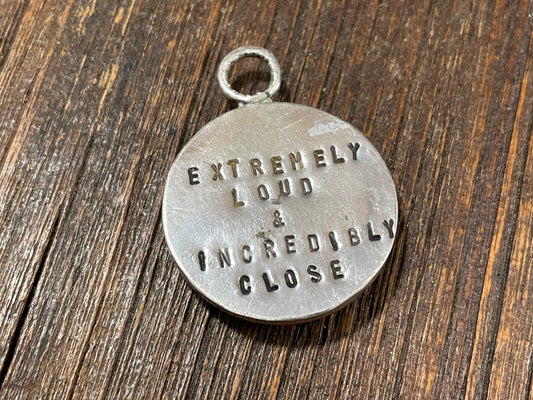 EXTREMELY
LOUD
&
INCREDIBLY
CLOSE